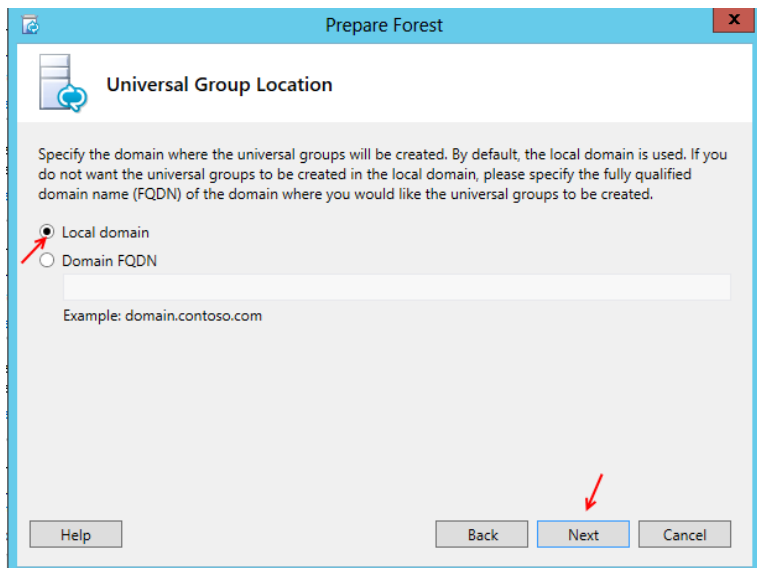 Prepare Forest
x
Universal Group Location
Specify the domain where the universal groups will be created. By default, the local domain is used. If you
do not want the universal groups to be created in the local domain, please specify the fully qualified
domain name (FQDN) of the domain where you would like the universal groups to be created.
Local domain
Domain FQDN
Example: domain.contoso.com
Help Back Next Cancel